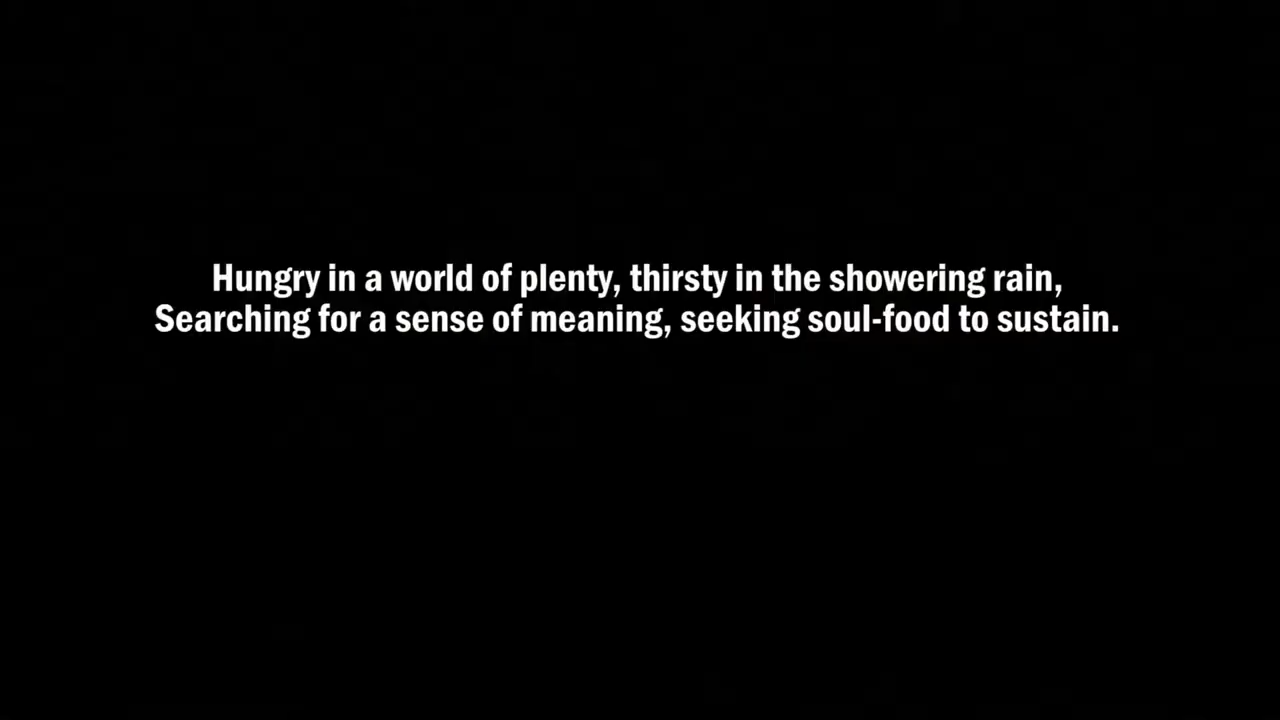 Hungry in a world of plenty, thirsty in the showering rain,
Searching for a sense of meaning, seeking soul-food to sustain.